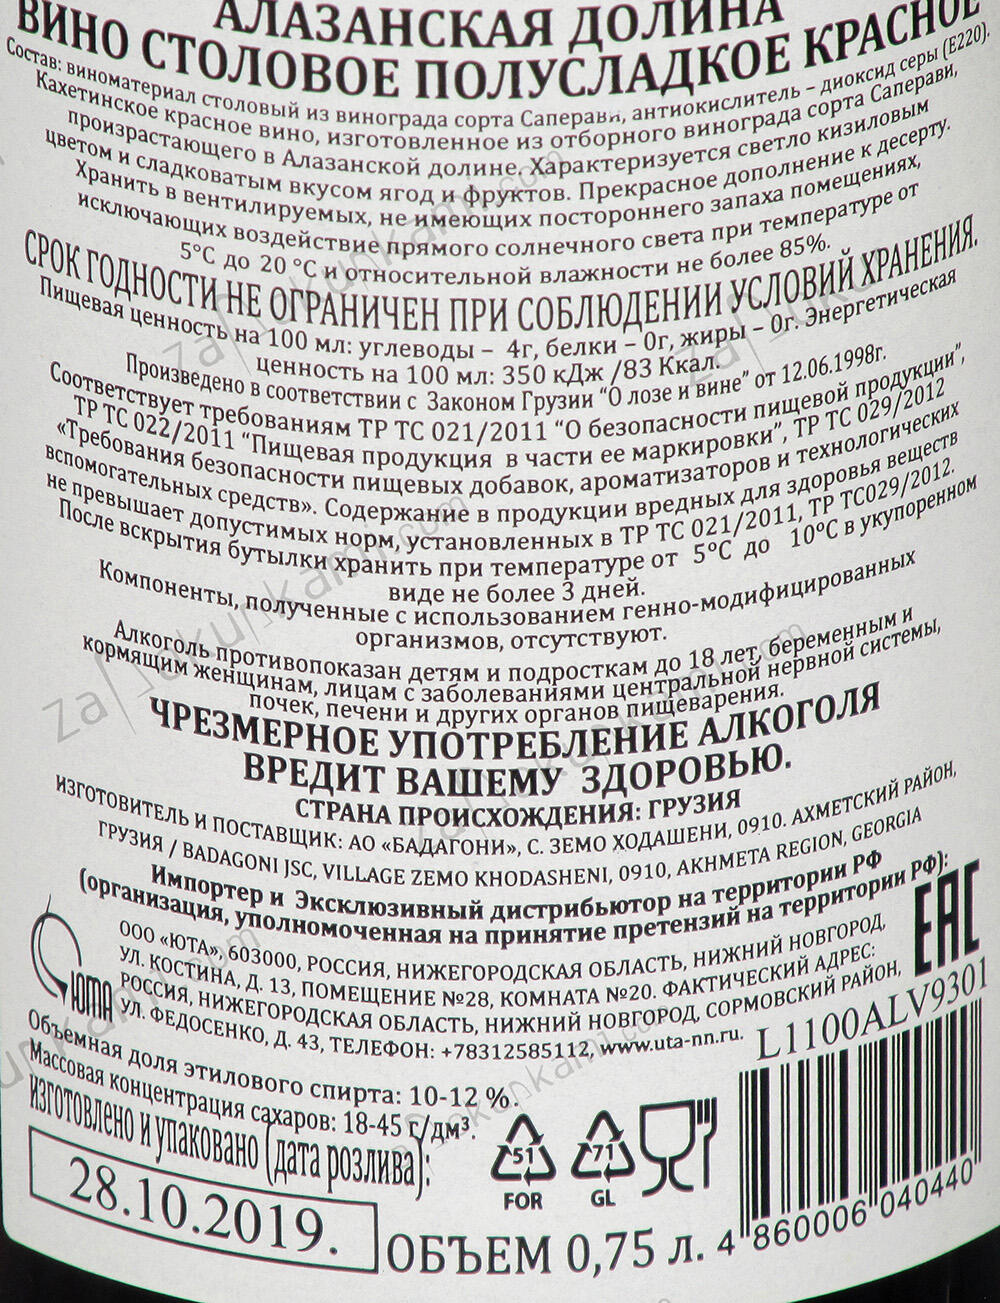 АЛАЗАНСКАЯ ДОЛИНА
ВИНО СТОЛОВОЕ ПОЛУСЛАДКОЕ КРАСНОЕ
Состав: виноматериал столовый из винограда сорта Саперави, антиокислитель – диоксид серы (Е220).
Кахетинское красное вино, изготовленное из отборного винограда сорта Саперави,
произрастающего в Алазанской долине. Характеризуется светло кизиловым
цветом и сладковатым вкусом ягод и фруктов. Прекрасное дополнение к десерту.
Хранить в вентилируемых, не имеющих постороннего запаха помещениях,
исключающих воздействие прямого солнечного света при температуре от
5°С до 20 °С и относительной влажности не более 85%.
СРОК ГОДНОСТИ НЕ ОГРАНИЧЕН ПРИ СОБЛЮДЕНИИ УСЛОВИЙ ХРАНЕНИЯ.
Пищевая ценность на 100 мл: углеводы – 4г, белки – 0г, жиры – 0г. Энергетическая
ценность на 100 мл: 350 кДж /83 Ккал.
Произведено в соответствии с Законом Грузии “О лозе и вине” от 12.06.1998г.
Соответствует требованиям ТР ТС 021/2011 “О безопасности пищевой продукции”,
ТР ТС 022/2011 “Пищевая продукция в части ее маркировки”, ТР ТС 029/2012
«Требования безопасности пищевых добавок, ароматизаторов и технологических
вспомогательных средств». Содержание в продукции вредных для здоровья веществ
не превышает допустимых норм, установленных в ТР ТС 021/2011, ТР ТС029/2012.
После вскрытия бутылки хранить при температуре от 5°С до 10°С в укупоренном
виде не более 3 дней.
Компоненты, полученные с использованием генно-модифицированных
организмов, отсутствуют.
Алкоголь противопоказан детям и подросткам до 18 лет, беременным и
кормящим женщинам, лицам с заболеваниями центральной нервной системы,
почек, печени и других органов пищеварения.
ЧРЕЗМЕРНОЕ УПОТРЕБЛЕНИЕ АЛКОГОЛЯ
ВРЕДИТ ВАШЕМУ ЗДОРОВЬЮ.
СТРАНА ПРОИСХОЖДЕНИЯ: ГРУЗИЯ
ИЗГОТОВИТЕЛЬ И ПОСТАВЩИК: АО «БАДАГОНИ», С. ЗЕМО ХОДАШЕНИ, 0910. АХМЕТСКИЙ РАЙОН,
ГРУЗИЯ / BADAGONI JSC, VILLAGE ZEMO KHODASHENI, 0910, AKHMETA REGION, GEORGIA
Импортер и Эксклюзивный дистрибьютор на территории РФ
(организация, уполномоченная на принятие претензий на территории РФ):
ООО «ЮТА», 603000, РОССИЯ, НИЖЕГОРОДСКАЯ ОБЛАСТЬ, НИЖНИЙ НОВГОРОД,
УЛ. КОСТИНА, Д. 13, ПОМЕЩЕНИЕ №28, КОМНАТА №20. ФАКТИЧЕСКИЙ АДРЕС:
РОССИЯ, НИЖЕГОРОДСКАЯ ОБЛАСТЬ, НИЖНИЙ НОВГОРОД, СОРМОВСКИЙ РАЙОН,
УЛ. ФЕДОСЕНКО, Д. 43, ТЕЛЕФОН: +78312585112, www.uta-nn.ru.
ЮТА
ЕАС
L1100ALV9301
Объемная доля этилового спирта: 10-12 %.
Массовая концентрация сахаров: 18-45 г/дм³.
Изготовлено и упаковано (дата розлива):
28.10.2019.
51
FOR
71
GL
ОБЪЕМ 0,75 л.
4 860006 040440
zakunkami.com